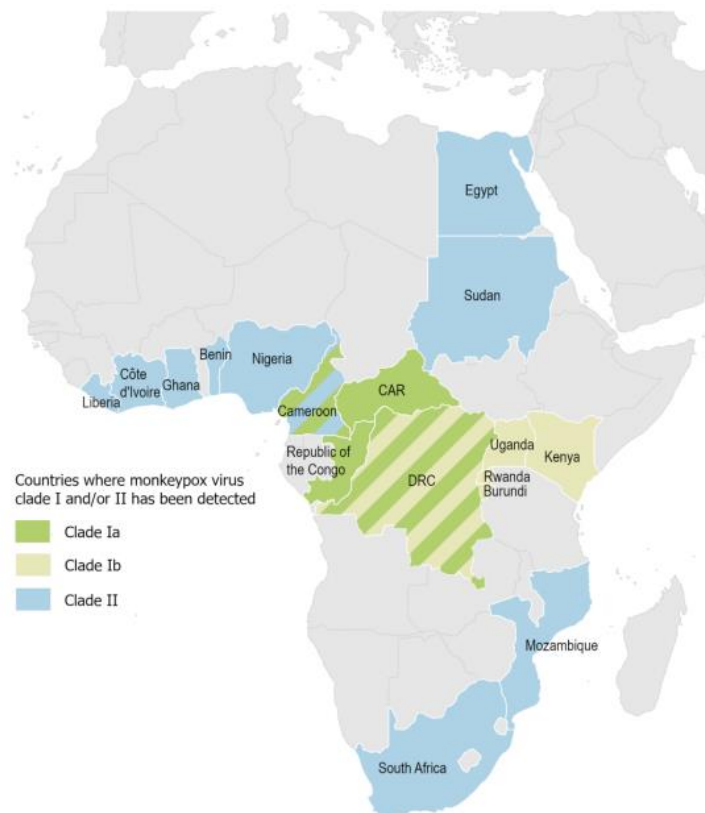 Egypt
Sudan
Benin
Nigeria
Côte
d'Ivoire
Ghana
Liberia
CAR
Cameroon
Uganda
Kenya
Republic of
the Congo
DRC
Rwanda
Burundi
Countries where monkeypox virus
clade I and/or II has been detected
Clade Ia
Clade Ib
Clade II
Mozambique
South Africa